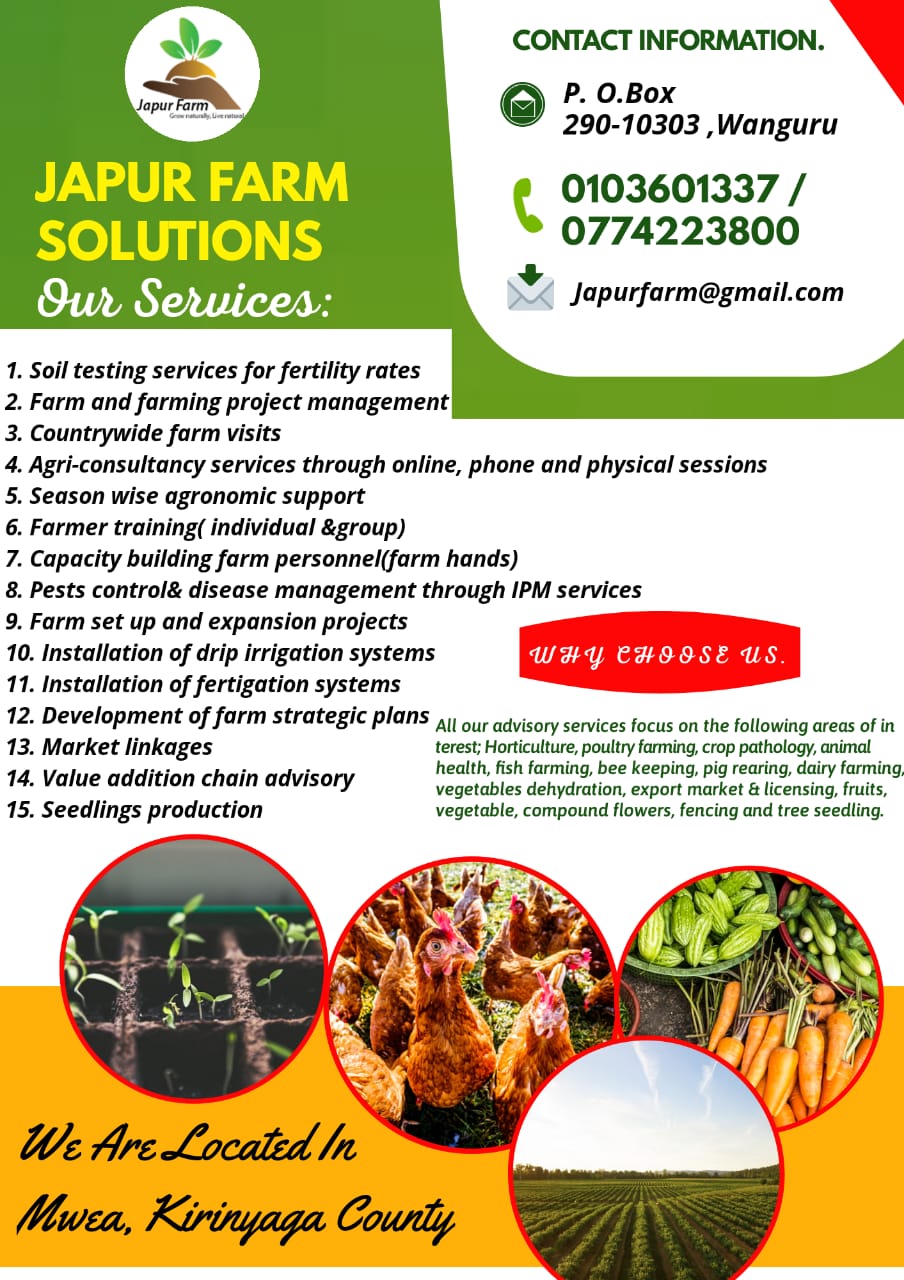 Japur Farm
Grow naturally, Live natural
JAPUR FARM
SOLUTIONS
Our Services:
CONTACT INFORMATION.
P. O.Box
290-10303 ,Wanguru
0103601337 /
0774223800
Japurfarm@gmail.com
1. Soil testing services for fertility rates
2. Farm and farming project management
3. Countrywide farm visits
4. Agri-consultancy services through online, phone and physical sessions
5. Season wise agronomic support
6. Farmer training( individual &group)
7. Capacity building farm personnel(farm hands)
8. Pests control& disease management through IPM services
9. Farm set up and expansion projects
10. Installation of drip irrigation systems
11. Installation of fertigation systems
12. Development of farm strategic plans
13. Market linkages
14. Value addition chain advisory
15. Seedlings production
WHY CHOOSE US.
All our advisory services focus on the following areas of in
terest; Horticulture, poultry farming, crop pathology, animal
health, fish farming, bee keeping, pig rearing, dairy farming,
vegetables dehydration, export market & licensing, fruits,
vegetable, compound flowers, fencing and tree seedling.
We Are Located In
Mwea, Kirinyaga County